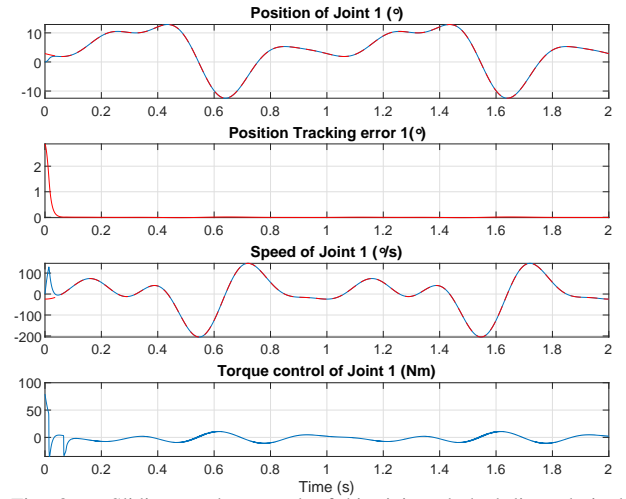 Position of Joint 1 (°)
10
0
-10
0 0.2 0.4 0.6 0.8 1 1.2 1.4 1.6 1.8 2
Position Tracking error 1(°)
2
1
0
0 0.2 0.4 0.6 0.8 1 1.2 1.4 1.6 1.8 2
Speed of Joint 1 (°/s)
100
0
-100
-200
0 0.2 0.4 0.6 0.8 1 1.2 1.4 1.6 1.8 2
Torque control of Joint 1 (Nm)
100
50
0
0 0.2 0.4 0.6 0.8 1 1.2 1.4 1.6 1.8 2
Time (s)